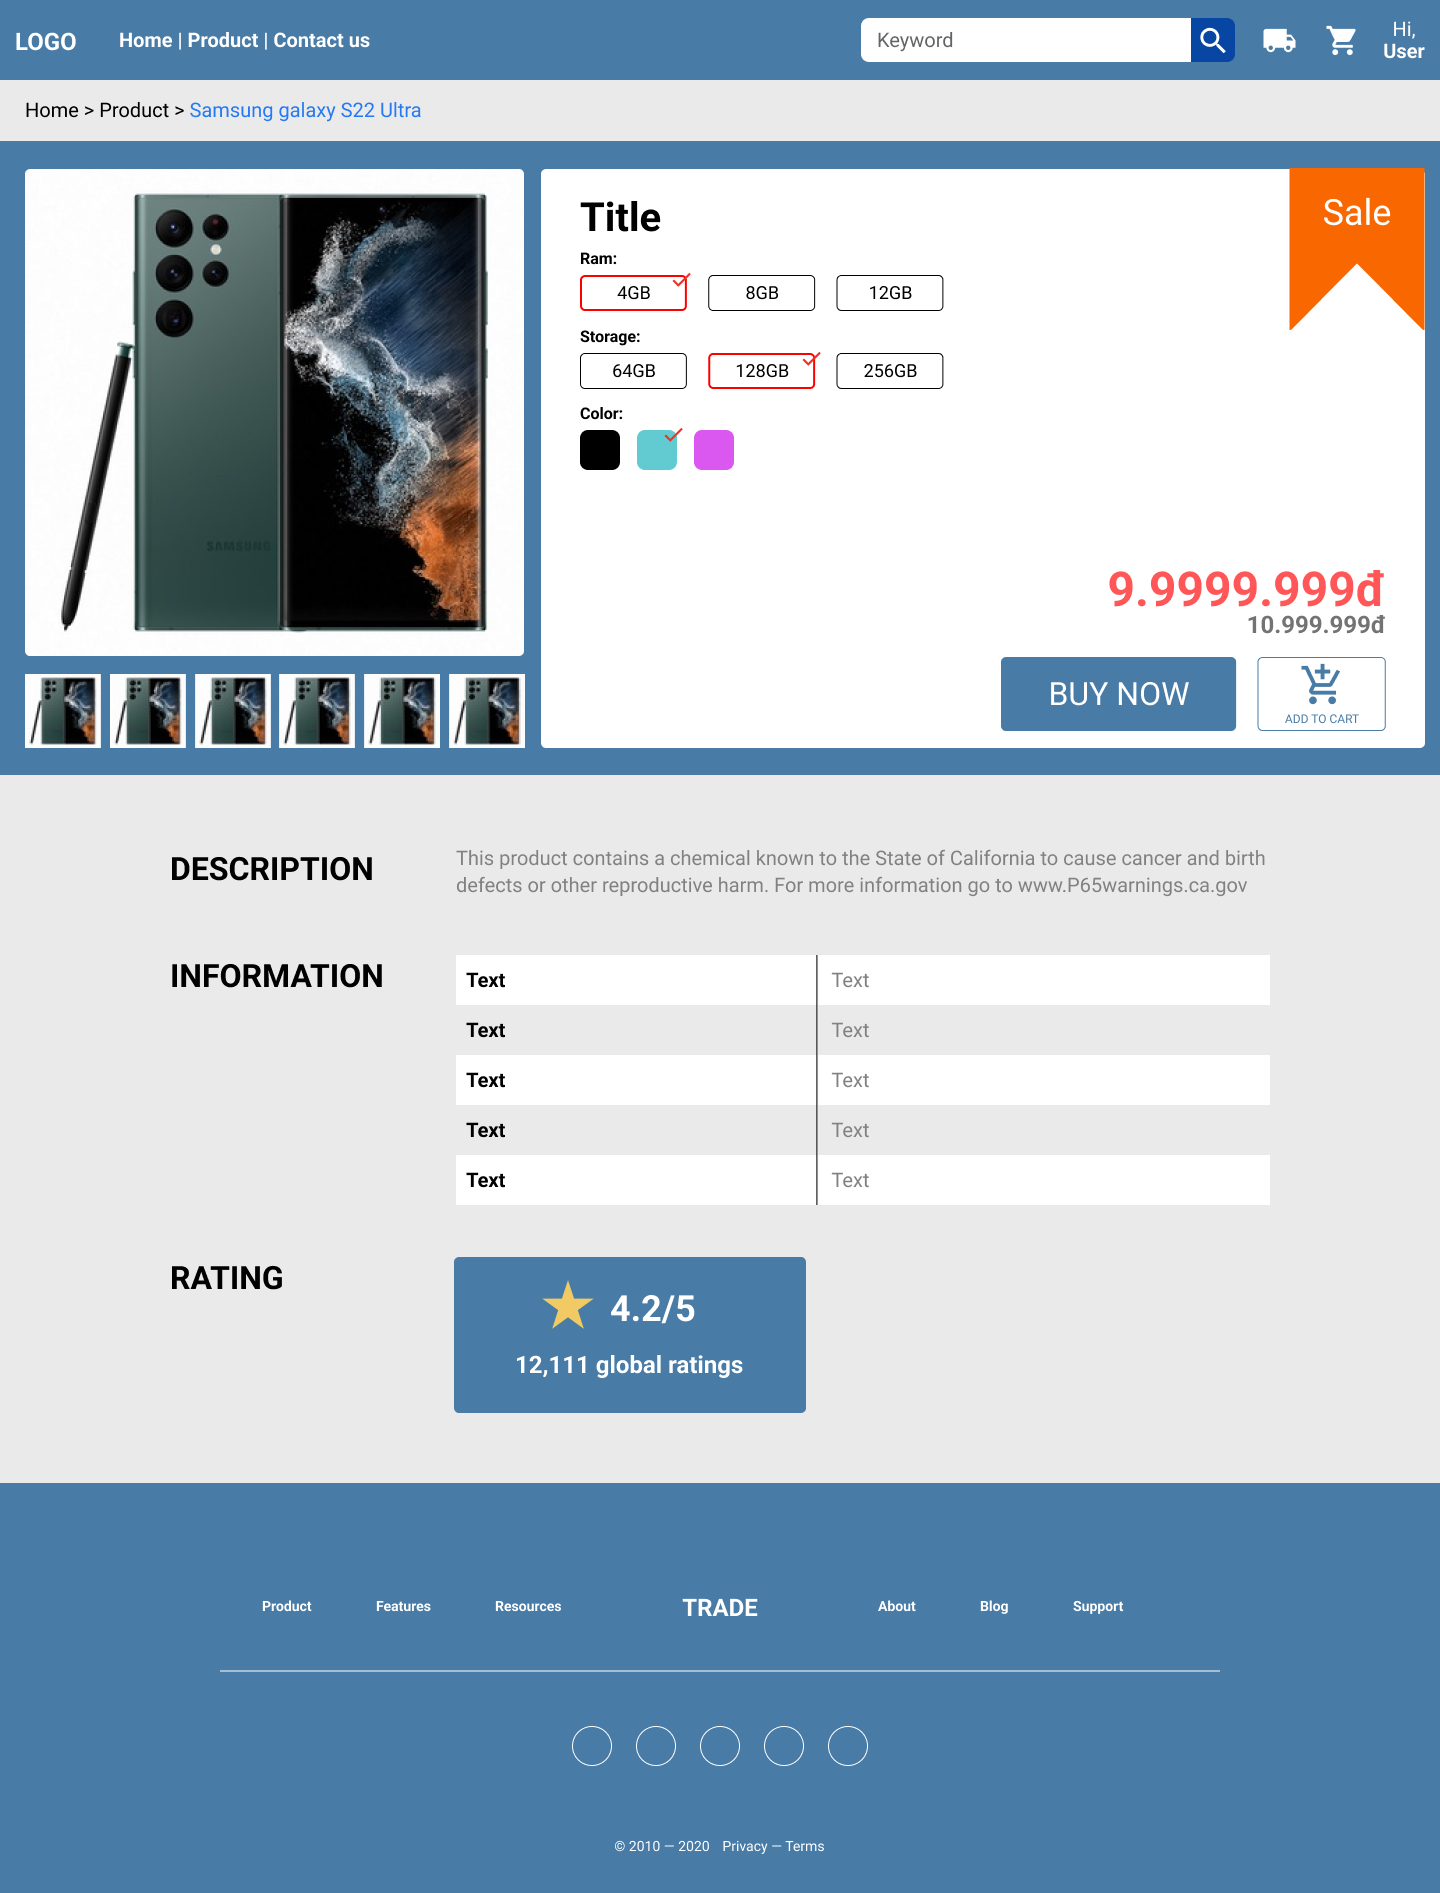 LOGO
Home | Product | Contact us
Keyword
Hi,
User
Home > Product > Samsung galaxy S22 Ultra
SAMSUNG
Title
Sale
Ram:
4GB
8GB
12GB
Storage:
64GB
128GB
256GB
Color:
9.9999.999đ
10.999.999đ
BUY NOW
ADD TO CART
DESCRIPTION
This product contains a chemical known to the State of California to cause cancer and birth
defects or other reproductive harm. For more information go to www.P65warnings.ca.gov
INFORMATION
Text Text
Text Text
Text Text
Text Text
Text Text
RATING
4.2/5
12,111 global ratings
Product
Features
Resources
TRADE
About
Blog
Support
© 2010 — 2020 Privacy — Terms